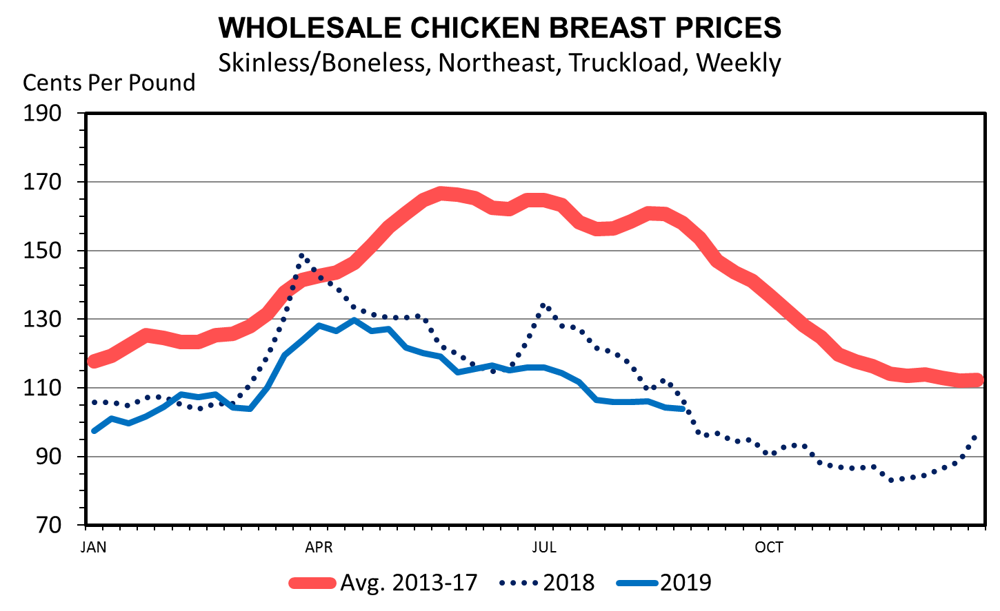 WHOLESALE CHICKEN BREAST PRICES
Skinless/Boneless, Northeast, Truckload, Weekly
Cents Per Pound
190
170
150
130
110
90
70
JAN APR JUL OCT
Avg. 2013-17 2018 2019